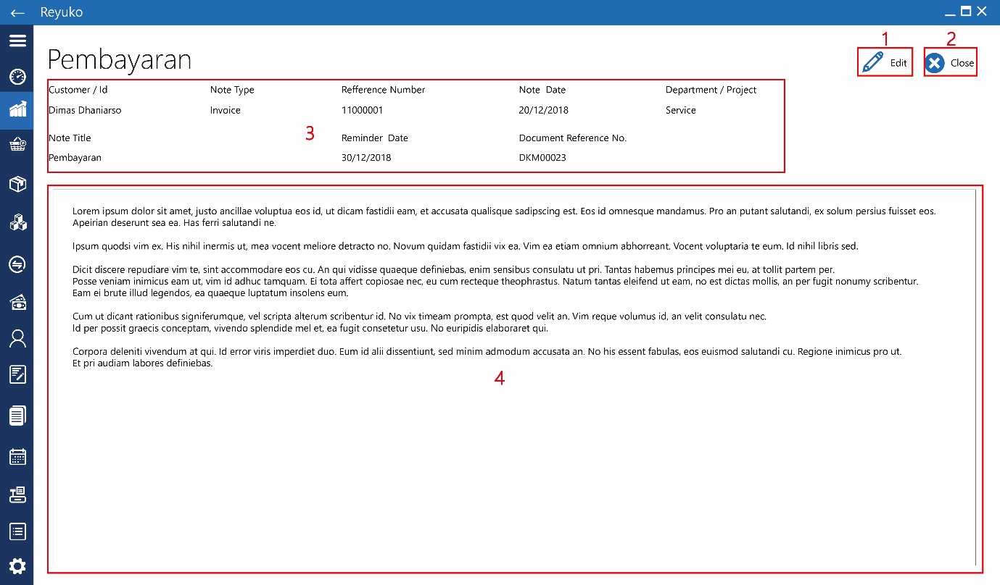 Reyuko
1 2
Pembayaran
Edit Close
Customer / Id Note Type Refference Number Note Date Department / Project
Dimas Dhaniarso Invoice 11000001 20/12/2018 Service
3
Note Title Reminder Date Document Reference No.
Pembayaran 30/12/2018 DKM00023
Lorem ipsum dolor sit amet, justo ancillae voluptua eos id, ut dicam fastidii eam, et accusata qualisque sadipscing est. Eos id omnesque mandamus. Pro an putant salutandi, ex solum persius fuisset eos.
Apeirian deserunt sea ea. Has ferri salutandi ne.
Ipsum quodsi vim ex. His nihil inermis ut, mea vocent meliore detracto no. Novum quidam fastidii vix ea. Vim ea etiam omnium abhorreant. Vocent voluptaria te eum. Id nihil libris sed.
Dicit discere repudiare vim te, sint accommodare eos cu. An qui vidisse quaeque definiebas, enim sensibus consulatu ut pri. Tantas habemus principes mei eu, at tollit partem per.
Posse veniam inimicus eam ut, vim id adhuc tamquam. Ei tota affert copiosae nec, eu cum recteque theophrastus. Natum tantas eleifend ut eam, no est dictas mollis, an per fugit nonumy scribentur.
Eam ei brute illud legendos, ea quaeque luptatum insolens eum.
Cum ut dicant rationibus signiferumque, vel scripta alterum scribentur id. No vix timeam prompta, est quod velit an. Vim reque volumus id, an velit consulatu nec.
Id per possit graecis conceptam, vivendo splendide mel et, ea fugit consetetur usu. No euripidis elaboraret qui.
Corpora deleniti vivendum at qui. Id error viris imperdiet duo. Eum id alii dissentiunt, sed minim admodum accusata an. No his essent fabulas, eos euismod salutandi cu. Regione inimicus pro ut.
Et pri audiam labores definiebas.
4